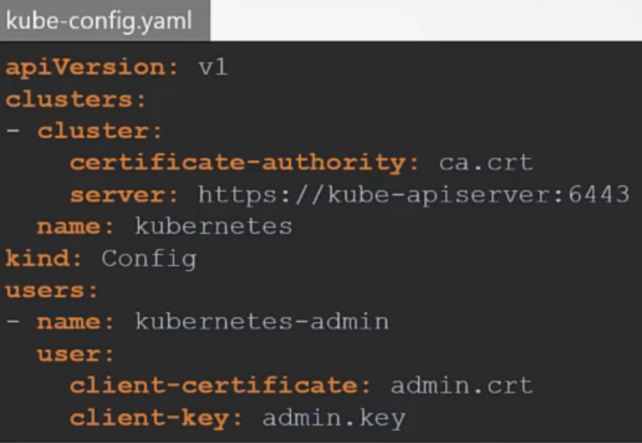 kube-config.yaml
apiVersion: v1
clusters:
- cluster:
    certificate-authority: ca.crt
    server: https://kube-apiserver:6443
  name: kubernetes
kind: Config
users:
- name: kubernetes-admin
  user:
    client-certificate: admin.crt
    client-key: admin.key